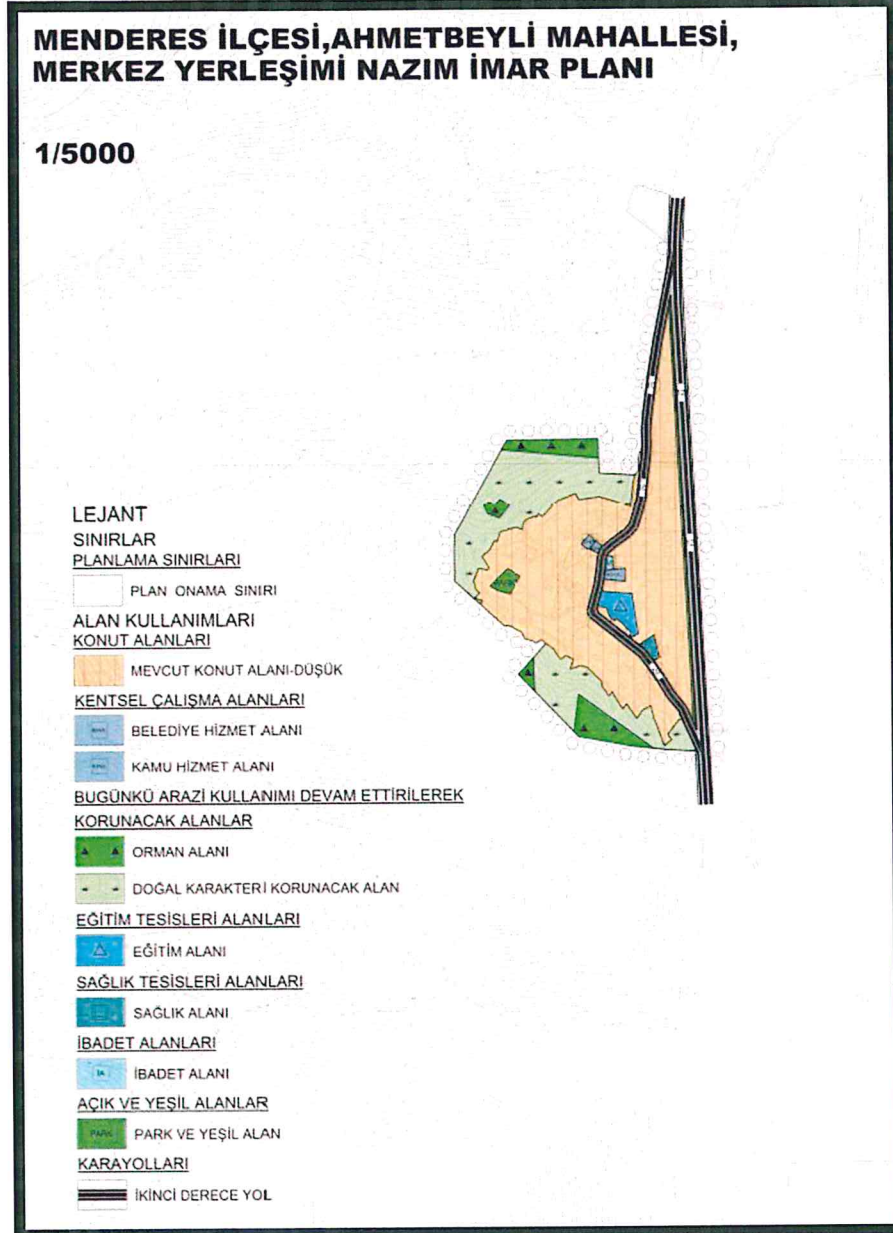 MENDERES İLÇESİ,AHMETBEYLİ MAHALLESİ,
MERKEZ YERLEŞİMİ NAZIM İMAR PLANI
1/5000
LEJANT
SINIRLAR
PLANLAMA SINIRLARI
PLAN ONAMA SINIRI
ALAN KULLANIMLARI
KONUT ALANLARI
MEVCUT KONUT ALANI-DÜŞÜK
KENTSEL ÇALIŞMA ALANLARI
BELEDİYE HİZMET ALANI
KAMU HİZMET ALANI
BUGÜNKÜ ARAZİ KULLANIMI DEVAM ETTİRİLEREK
KORUNACAK ALANLAR
ORMAN ALANI
DOĞAL KARAKTERİ KORUNACAK ALAN
EĞİTİM TESİSLERİ ALANLARI
EĞİTİM ALANI
SAĞLIK TESİSLERİ ALANLARI
SAĞLIK ALANI
İBADET ALANLARI
İA İBADET ALANI
AÇIK VE YEŞİL ALANLAR
PARK PARK VE YEŞİL ALAN
KARAYOLLARI
İKİNCİ DERECE YOL